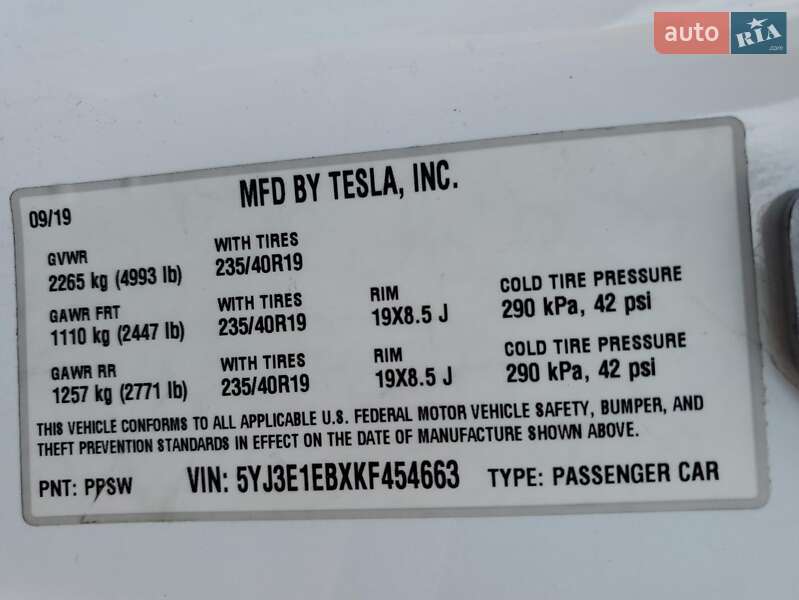 auto RIA
.com
MFD BY TESLA, INC.
09/19
GVWR
2265 kg (4993 lb)
WITH TIRES
235/40R19
GAWR FRT
1110 kg (2447 lb)
WITH TIRES
235/40R19
RIM
19X8.5 J
COLD TIRE PRESSURE
290 kPa, 42 psi
GAWR RR
1257 kg (2771 lb)
WITH TIRES
235/40R19
RIM
19X8.5 J
COLD TIRE PRESSURE
290 kPa, 42 psi
THIS VEHICLE CONFORMS TO ALL APPLICABLE U.S. FEDERAL MOTOR VEHICLE SAFETY, BUMPER, AND
THEFT PREVENTION STANDARDS IN EFFECT ON THE DATE OF MANUFACTURE SHOWN ABOVE.
PNT: PPSW VIN: 5YJ3E1EBXKF454663 TYPE: PASSENGER CAR